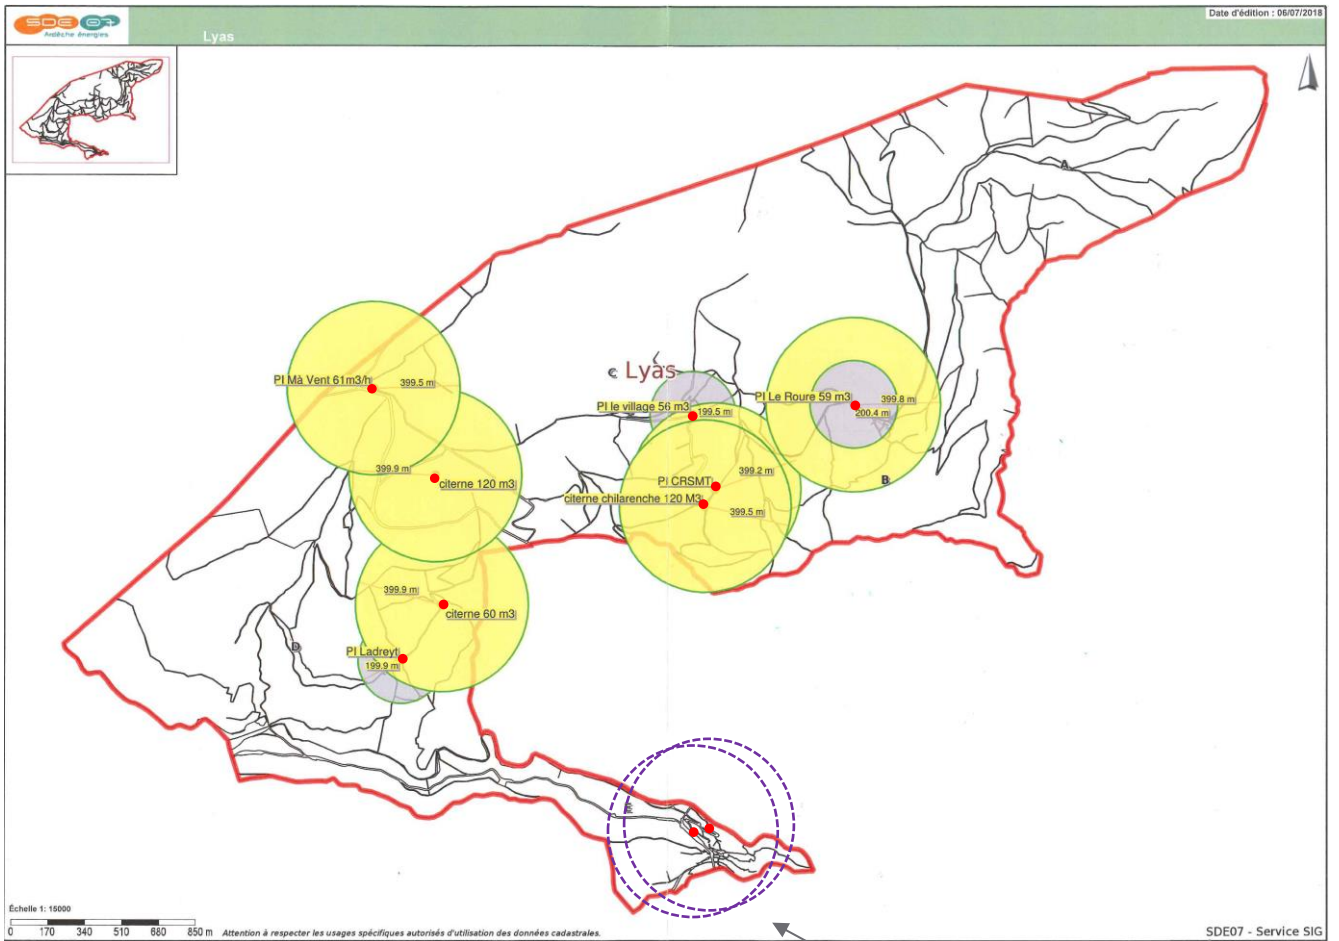 SDE 07
Ardèche énergies
Lyas
Date d'édition : 06/07/2018
A
Lyas
PI Mà Vent 61m3/h
399.5 m
PI Le Roure 59 m3
399.8 m
200.4 m
PI le village 56 m3
199.5 m
399.9 m
citerne 120 m3
399.2 m
PI CRSMT
B
citerne chilarenche 120 M3
399.5 m
399.9 m
citerne 60 m3
D
PI Ladreyt
199.9 m
Échelle 1: 15000
0 170 340 510 680 850 m
Attention à respecter les usages spécifiques autorisés d'utilisation des données cadastrales.
SDE07 - Service SIG